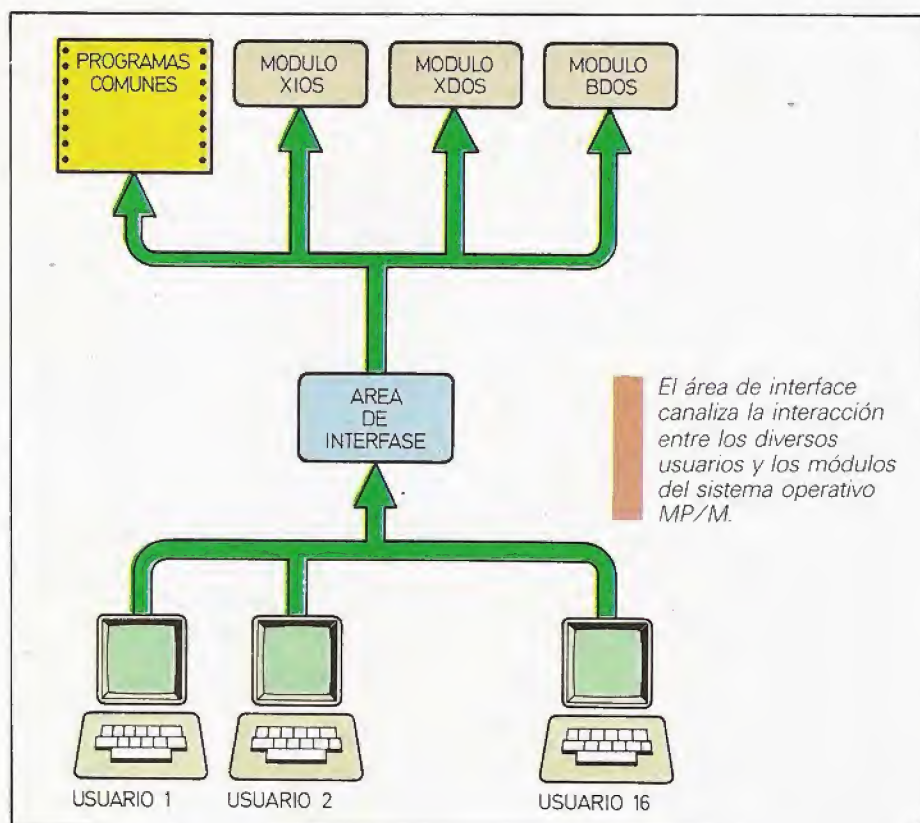 PROGRAMAS
COMUNES
MODULO
XIOS
MODULO
XDOS
MODULO
BDOS
AREA
DE
INTERFASE
El área de interface
canaliza la interacción
entre los diversos
usuarios y los módulos
del sistema operativo
MP/M.
USUARIO 1
USUARIO 2
USUARIO 16